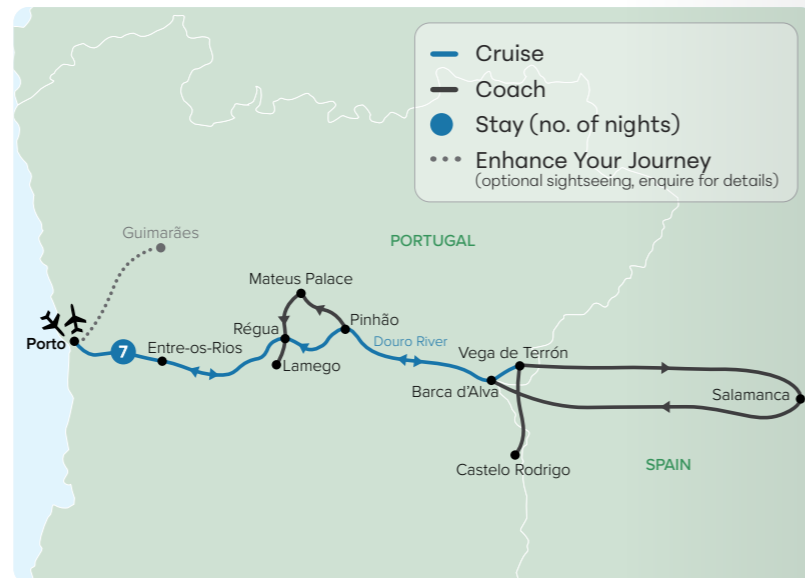 Cruise
Coach
Stay (no. of nights)
Enhance Your Journey
(optional sightseeing, enquire for details)
Guimarães
PORTUGAL
Mateus Palace
Régua
Pinhão
Porto
7
Entre-os-Rios
Douro River
Lamego
Vega de Terrón
Barca d'Alva
Salamanca
Castelo Rodrigo
SPAIN